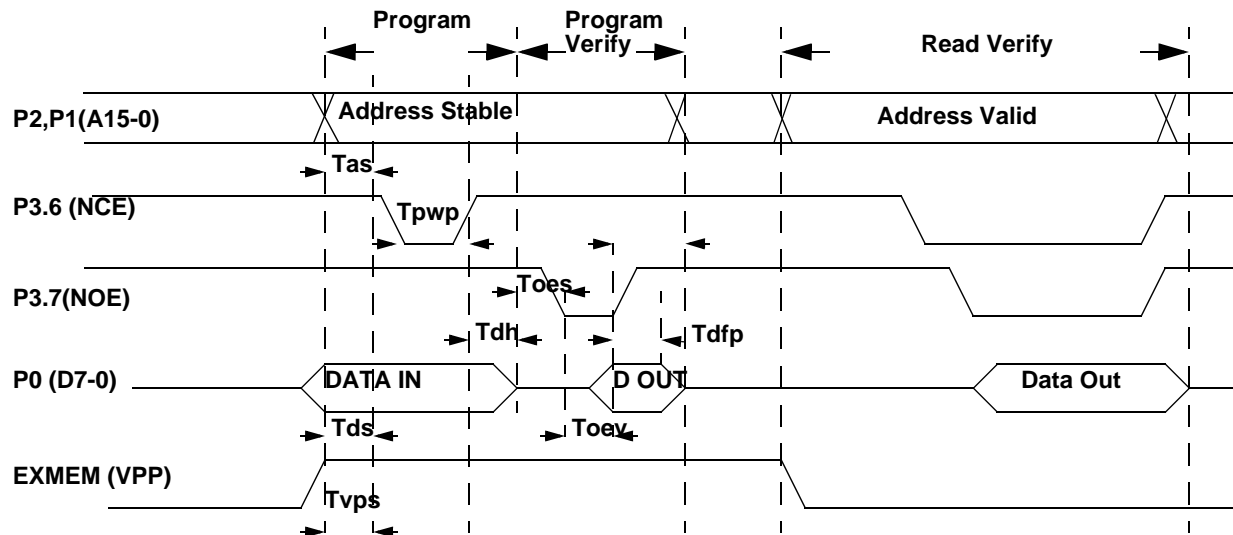 Program
Program
Verify
Read Verify
P2,P1(A15-0)
Address Stable
Address Valid
Tas
P3.6 (NCE)
Tpwp
P3.7(NOE)
Toes
Tdh
Tdfp
P0 (D7-0)
DATA IN
D OUT
Data Out
Tds
Toev
EXMEM (VPP)
Tvps